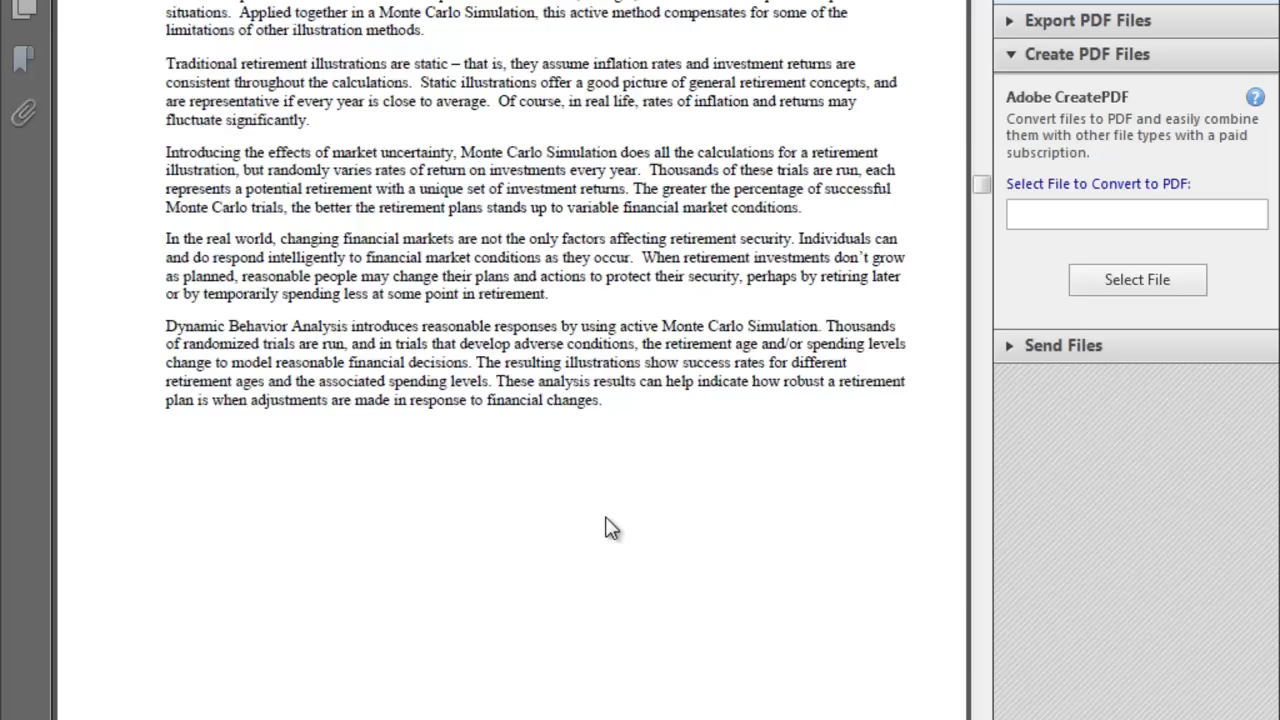 situations.  Applied together in a Monte Carlo Simulation, this active method compensates for some of the
limitations of other illustration methods.
Traditional retirement illustrations are static – that is, they assume inflation rates and investment returns are
consistent throughout the calculations.  Static illustrations offer a good picture of general retirement concepts, and
are representative if every year is close to average.  Of course, in real life, rates of inflation and returns may
fluctuate significantly.
Introducing the effects of market uncertainty, Monte Carlo Simulation does all the calculations for a retirement
illustration, but randomly varies rates of return on investments every year.  Thousands of these trials are run, each
represents a potential retirement with a unique set of investment returns. The greater the percentage of successful
Monte Carlo trials, the better the retirement plans stands up to variable financial market conditions.
In the real world, changing financial markets are not the only factors affecting retirement security. Individuals can
and do respond intelligently to financial market conditions as they occur.  When retirement investments don't grow
as planned, reasonable people may change their plans and actions to protect their security, perhaps by retiring later
or by temporarily spending less at some point in retirement.
Dynamic Behavior Analysis introduces reasonable responses by using active Monte Carlo Simulation. Thousands
of randomized trials are run, and in trials that develop adverse conditions, the retirement age and/or spending levels
change to model reasonable financial decisions. The resulting illustrations show success rates for different
retirement ages and the associated spending levels. These analysis results can help indicate how robust a retirement
plan is when adjustments are made in response to financial changes.
Export PDF Files
Create PDF Files
Adobe CreatePDF
Convert files to PDF and easily combine
them with other file types with a paid
subscription.
Select File to Convert to PDF:
Select File
Send Files